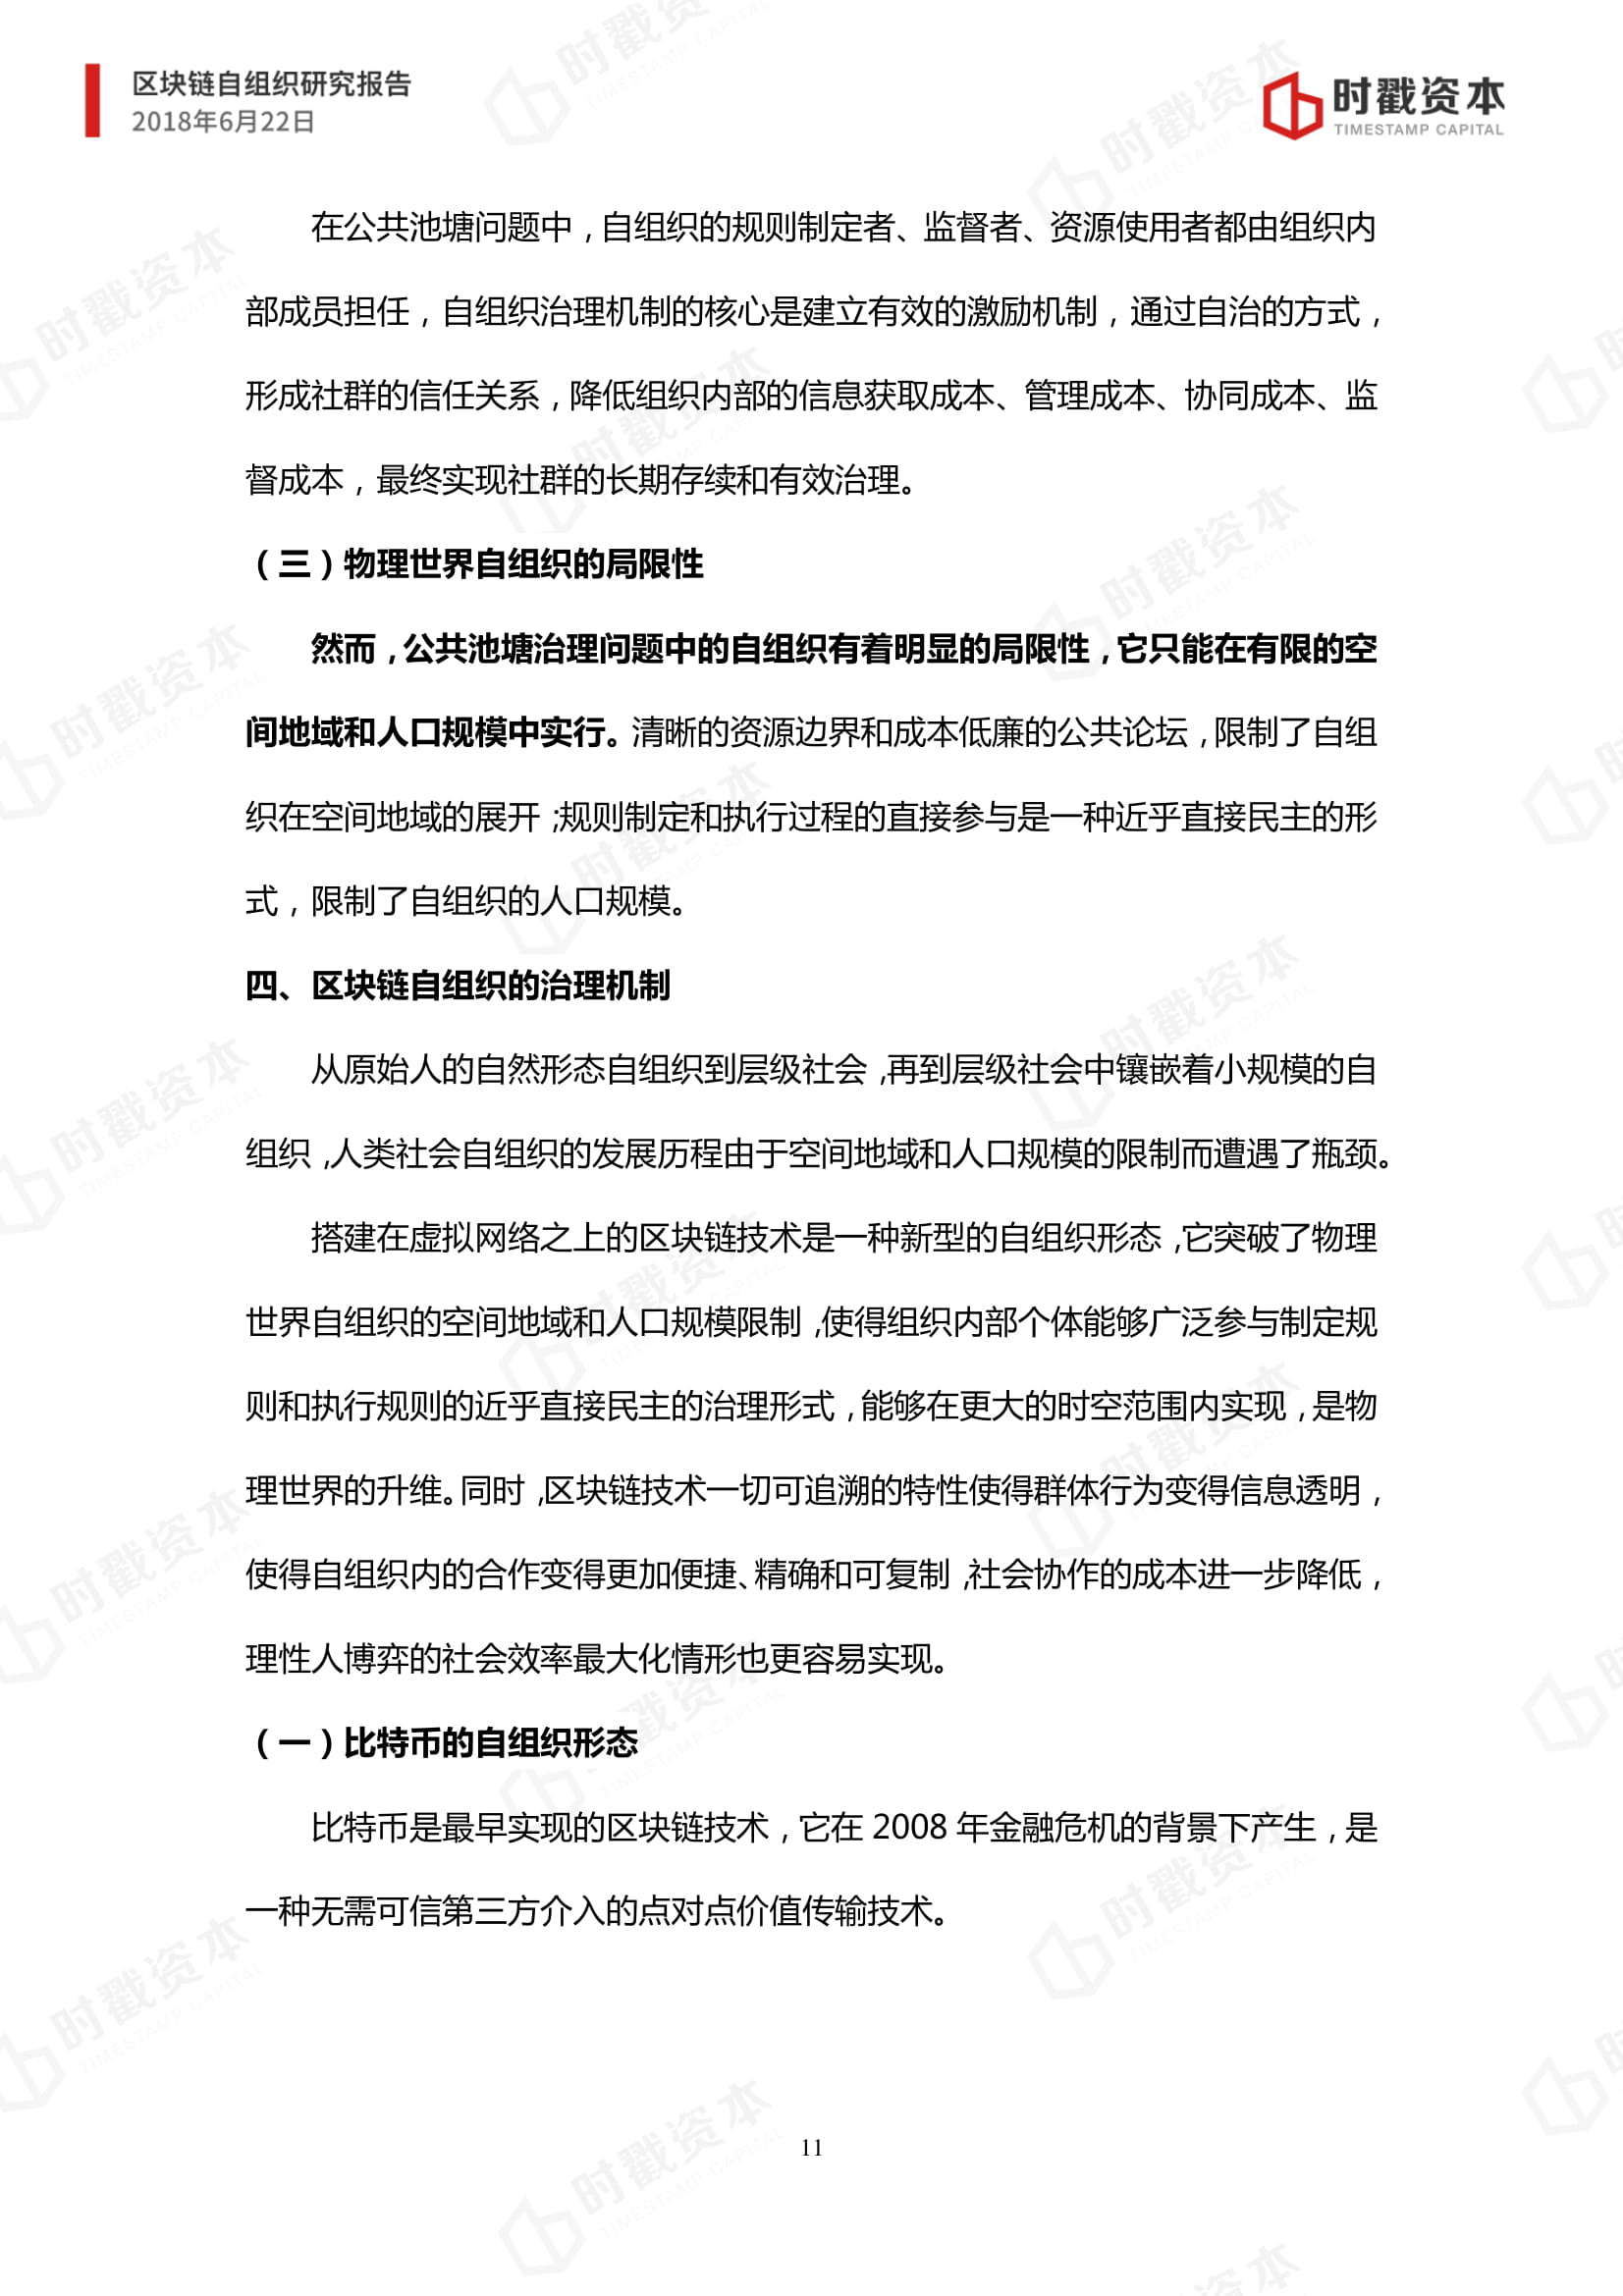 区块链自组织研究报告
2018年6月22日
时戳资本
TIMESTAMP CAPITAL
在公共池塘问题中，自组织的规则制定者、监督者、资源使用者都由组织内
部成员担任，自组织治理机制的核心是建立有效的激励机制，通过自治的方式，
形成社群的信任关系，降低组织内部的信息获取成本、管理成本、协同成本、监
督成本，最终实现社群的长期存续和有效治理。
（三）物理世界自组织的局限性
然而，公共池塘治理问题中的自组织有着明显的局限性，它只能在有限的空
间地域和人口规模中实行。清晰的资源边界和成本低廉的公共论坛，限制了自组
织在空间地域的展开；规则制定和执行过程的直接参与是一种近乎直接民主的形
式，限制了自组织的人口规模。
四、区块链自组织的治理机制
从原始人的自然形态自组织到层级社会，再到层级社会中镶嵌着小规模的自
组织，人类社会自组织的发展历程由于空间地域和人口规模的限制而遭遇了瓶颈。
搭建在虚拟网络之上的区块链技术是一种新型的自组织形态，它突破了物理
世界自组织的空间地域和人口规模限制，使得组织内部个体能够广泛参与制定规
则和执行规则的近乎直接民主的治理形式，能够在更大的时空范围内实现，是物
理世界的升维。同时，区块链技术一切可追溯的特性使得群体行为变得信息透明，
使得自组织内的合作变得更加便捷、精确和可复制，社会协作的成本进一步降低，
理性人博弈的社会效率最大化情形也更容易实现。
（一）比特币的自组织形态
比特币是最早实现的区块链技术，它在 2008 年金融危机的背景下产生，是
一种无需可信第三方介入的点对点价值传输技术。
11